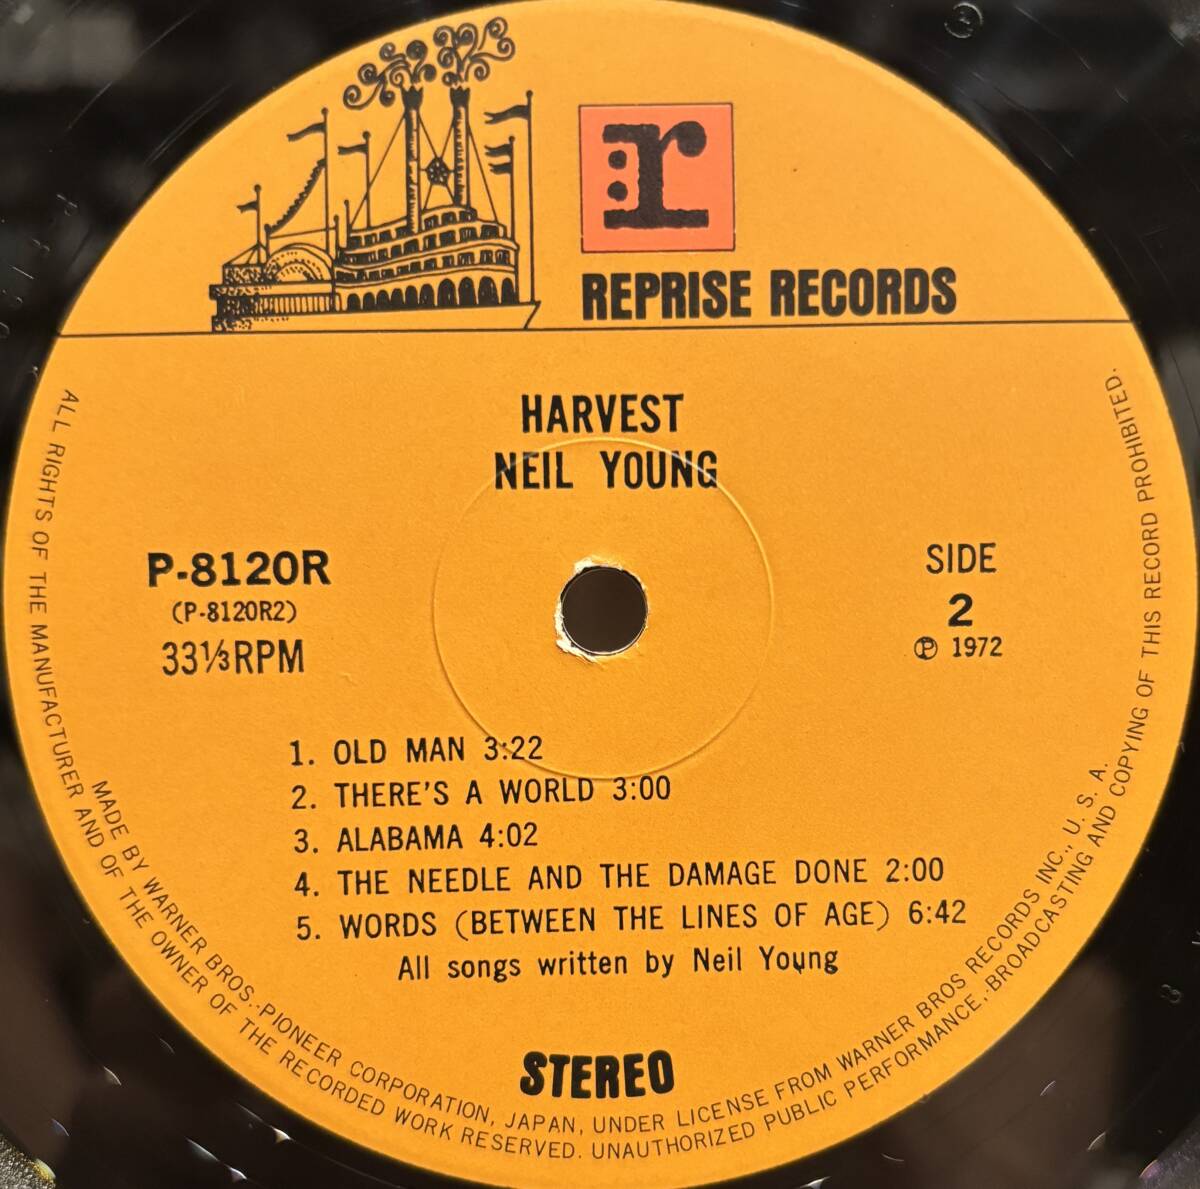 r
REPRISE RECORDS
HARVEST
NEIL YOUNG
P-8120R
(P-8120R2)
33⅓RPM
SIDE
2
Ⓟ 1972
1. OLD MAN 3:22
2. THERE'S A WORLD 3:00
3. ALABAMA 4:02
4. THE NEEDLE AND THE DAMAGE DONE 2:00
5. WORDS (BETWEEN THE LINES OF AGE) 6:42
All songs written by Neil Young
STEREO
MADE BY WARNER BROS.-PIONEER CORPORATION, JAPAN, UNDER LICENSE FROM WARNER BROS RECORDS INC., U. S. A.
ALL RIGHTS OF THE MANUFACTURER AND OF THE OWNER OF THE RECORDED WORK RESERVED. UNAUTHORIZED PUBLIC PERFORMANCE, BROADCASTING AND COPYING OF THIS RECORD PROHIBITED.